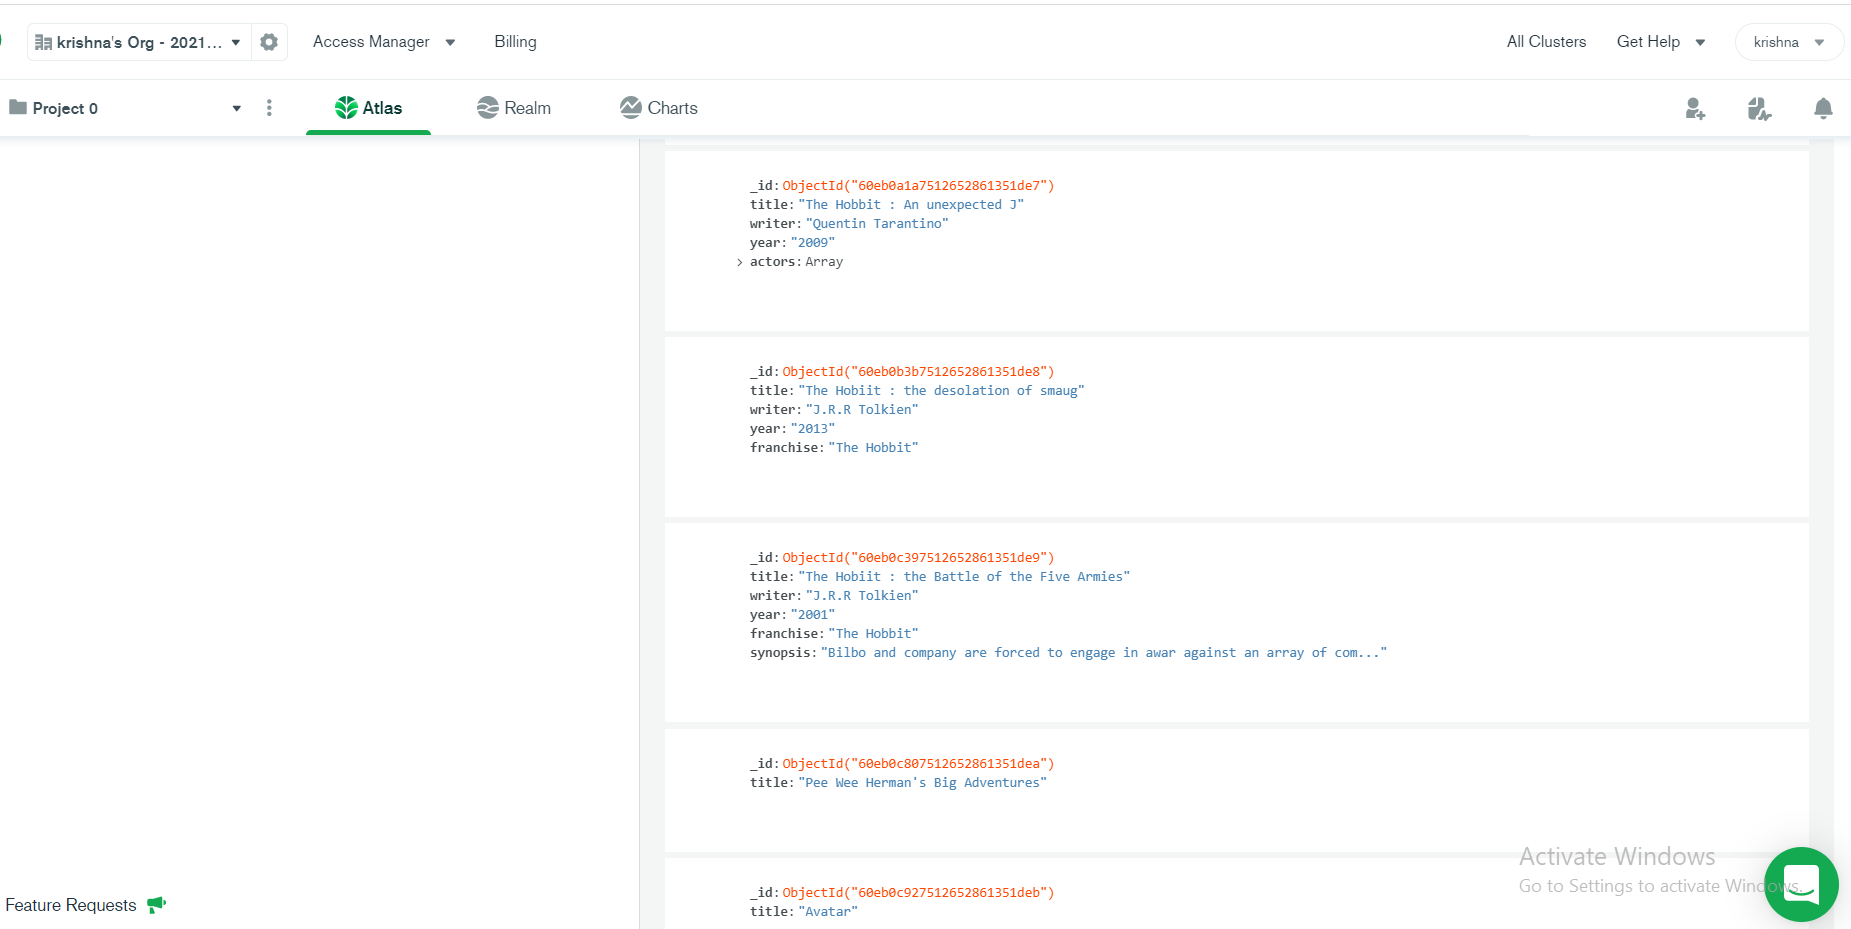 krishna's Org - 2021...
Access Manager
Billing
All Clusters
Get Help
krishna
Project 0
Atlas
Realm
Charts
_id: ObjectId("60eb0a1a7512652861351de7")
title: "The Hobbit : An unexpected J"
writer: "Quentin Tarantino"
year: "2009"
> actors: Array
_id: ObjectId("60eb0b3b7512652861351de8")
title: "The Hobiit : the desolation of smaug"
writer: "J.R.R Tolkien"
year: "2013"
franchise: "The Hobbit"
_id: ObjectId("60eb0c397512652861351de9")
title: "The Hobiit : the Battle of the Five Armies"
writer: "J.R.R Tolkien"
year: "2001"
franchise: "The Hobbit"
synopsis: "Bilbo and company are forced to engage in awar against an array of com..."
_id: ObjectId("60eb0c807512652861351dea")
title: "Pee Wee Herman's Big Adventures"
_id: ObjectId("60eb0c927512652861351deb")
title: "Avatar"
Activate Windows
Go to Settings to activate Windows.
Feature Requests